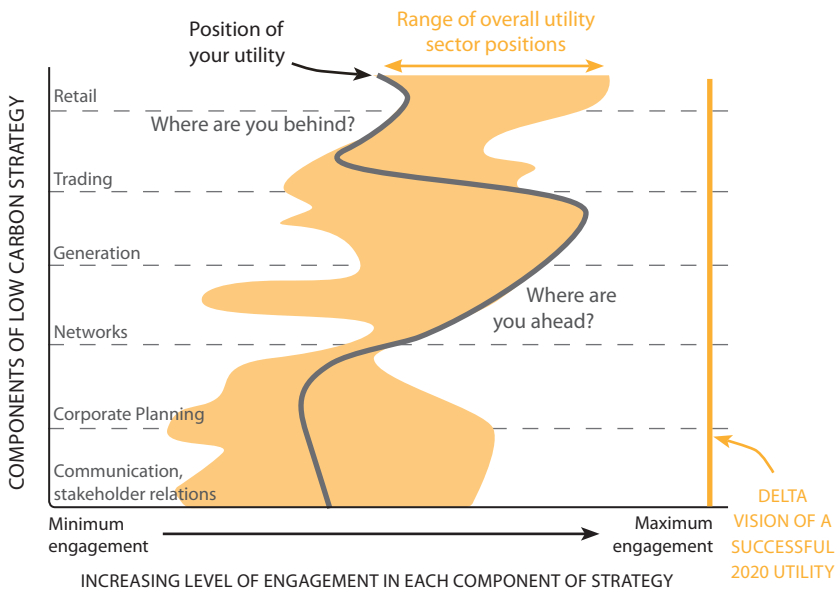 Position of
your utility
Range of overall utility
sector positions
COMPONENTS OF LOW CARBON STRATEGY
Retail
Where are you behind?
Trading
Generation
Where are
you ahead?
Networks
Corporate Planning
Communication,
stakeholder relations
Minimum
engagement
Maximum
engagement
DELTA
VISION OF A
SUCCESSFUL
2020 UTILITY
INCREASING LEVEL OF ENGAGEMENT IN EACH COMPONENT OF STRATEGY